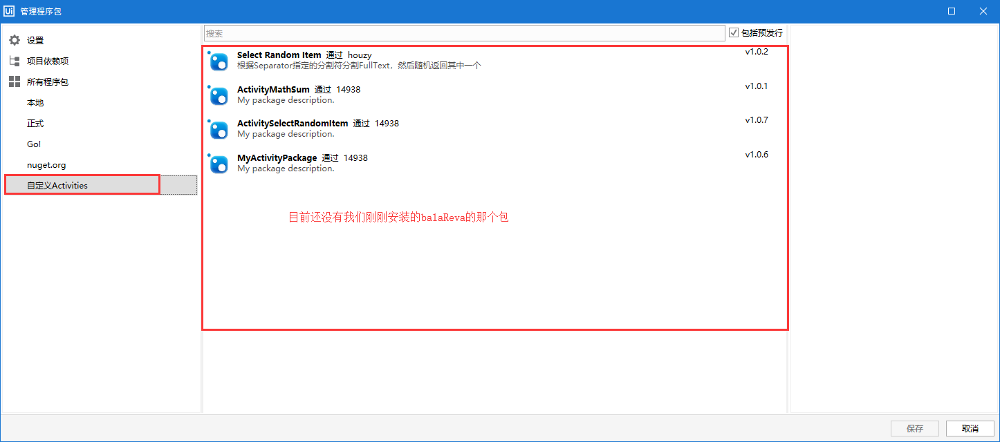 Ui 管理程序包
设置
项目依赖项
所有程序包
本地
正式
Go!
nuget.org
自定义Activities
搜索
包括预发行
Select Random Item 通过 houzy v1.0.2
根据Separator指定的分割符分割FullText，然后随机返回其中一个
ActivityMathSum 通过 14938 v1.0.1
My package description.
ActivitySelectRandomItem 通过 14938 v1.0.7
My package description.
MyActivityPackage 通过 14938 v1.0.6
My package description.
目前还没有我们刚刚安装的balaReva的那个包
保存
取消